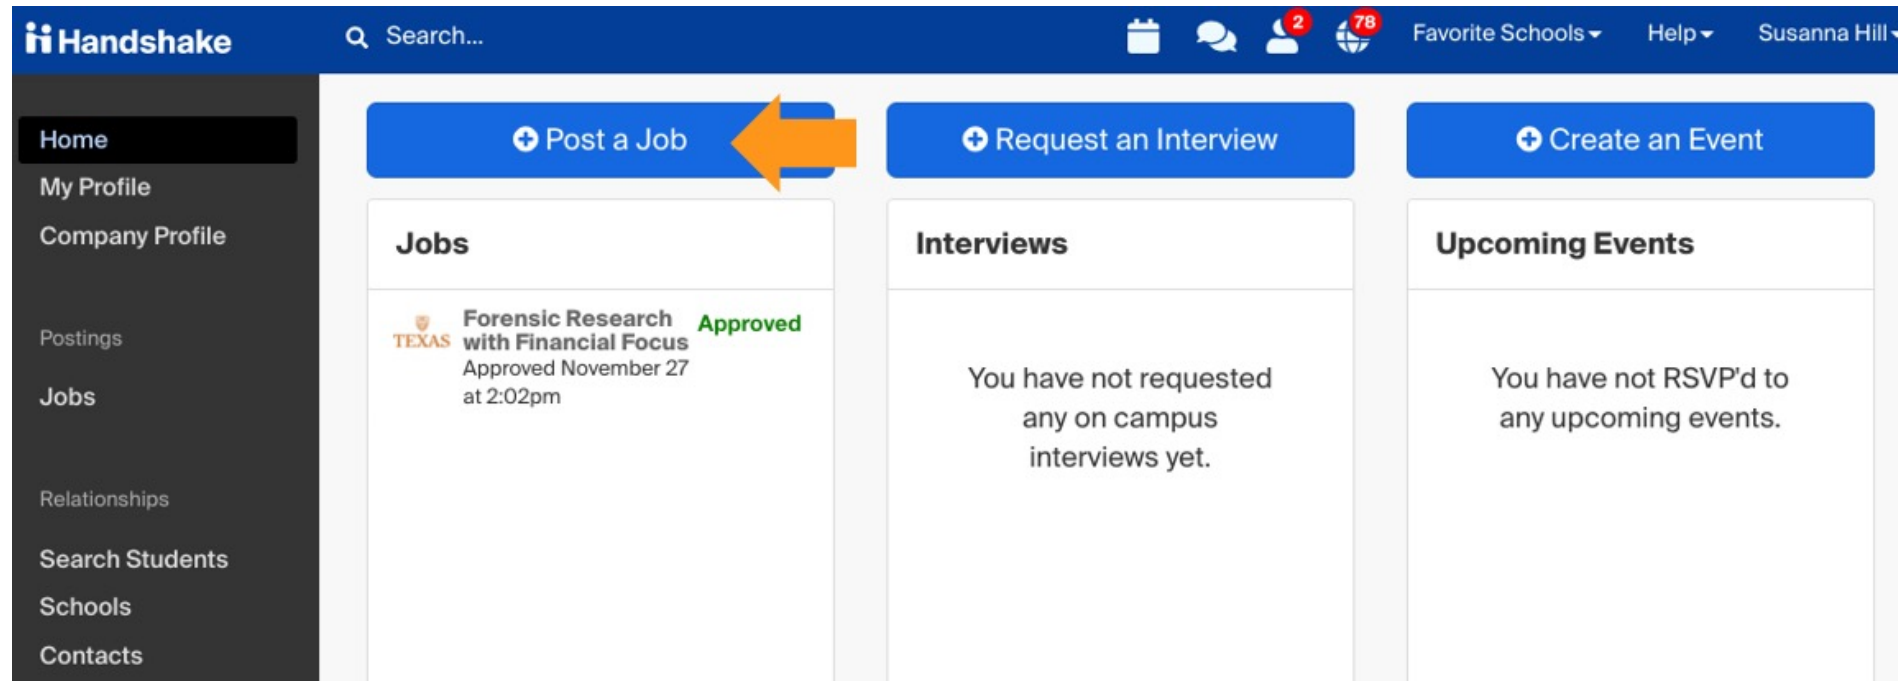 Handshake
Search...
2
78
Favorite Schools
Help
Susanna Hill
Home
My Profile
Company Profile
Postings
Jobs
Relationships
Search Students
Schools
Contacts
Post a Job
Request an Interview
Create an Event
Jobs
TEXAS
Forensic Research
with Financial Focus
Approved
Approved November 27
at 2:02pm
Interviews
You have not requested
any on campus
interviews yet.
Upcoming Events
You have not RSVP'd to
any upcoming events.